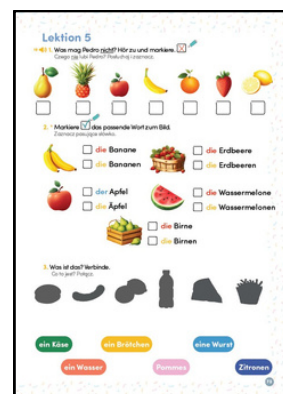 Lektion 5
1. Was mag Pedro nicht? Hör zu und markiere.
Czego nie lubi Pedro? Posłuchaj i zaznacz.
2. Markiere das passende Wort zum Bild.
Zaznacz pasujące słówko.
die Banane
die Bananen
die Erdbeere
die Erdbeeren
der Apfel
die Äpfel
die Wassermelone
die Wassermelonen
die Birne
die Birnen
3. Was ist das? Verbinde.
Co to jest? Połącz.
ein Käse
ein Brötchen
eine Wurst
ein Wasser
Pommes
Zitronen